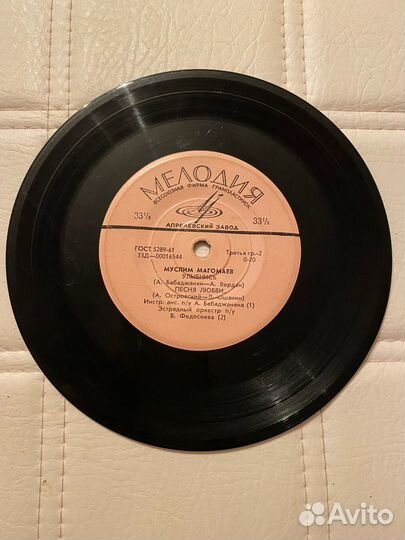 МЕЛОДИЯ
ВСЕСОЮЗНАЯ ФИРМА ГРАМПЛАСТИНОК
33⅓ 33⅓
АПРЕЛЕВСКИЙ ЗАВОД
ГОСТ 5289-61 Третья гр.-2
33Д—00016544 0-70
МУСЛИМ МАГОМАЕВ
УЛЫБНИСЬ
(А. Бабаджанян—А. Вердян)
ПЕСНЯ ЛЮБВИ
(А. Островский—Л. Ошанин)
Инстр. анс. п/у А. Бабаджаняна (1)
Эстрадный оркестр п/у
В. Федосеева (2)
Avito